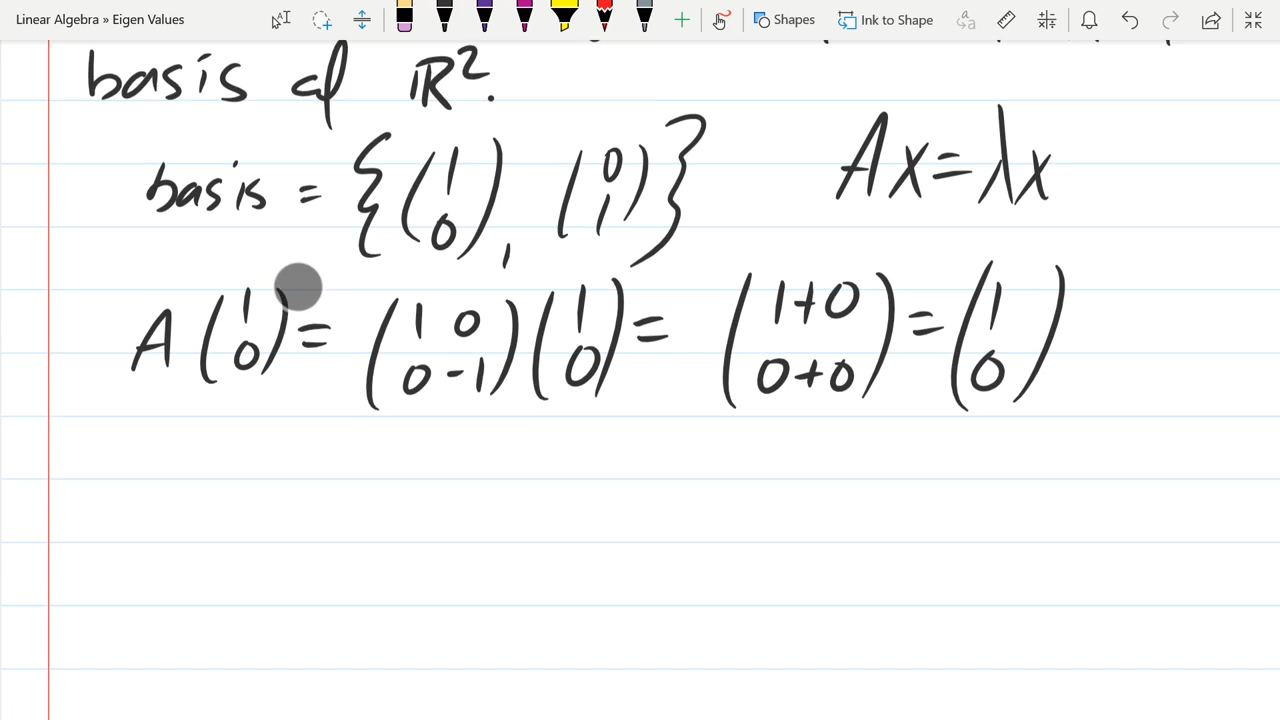 Linear Algebra » Eigen Values Shapes Ink to Shape
basis of ℝ².
basis = {(1 0), (0 1)} Ax = λx
A(1 0) = (1 0 0 -1)(1 0) = (1+0 0+0) = (1 0)